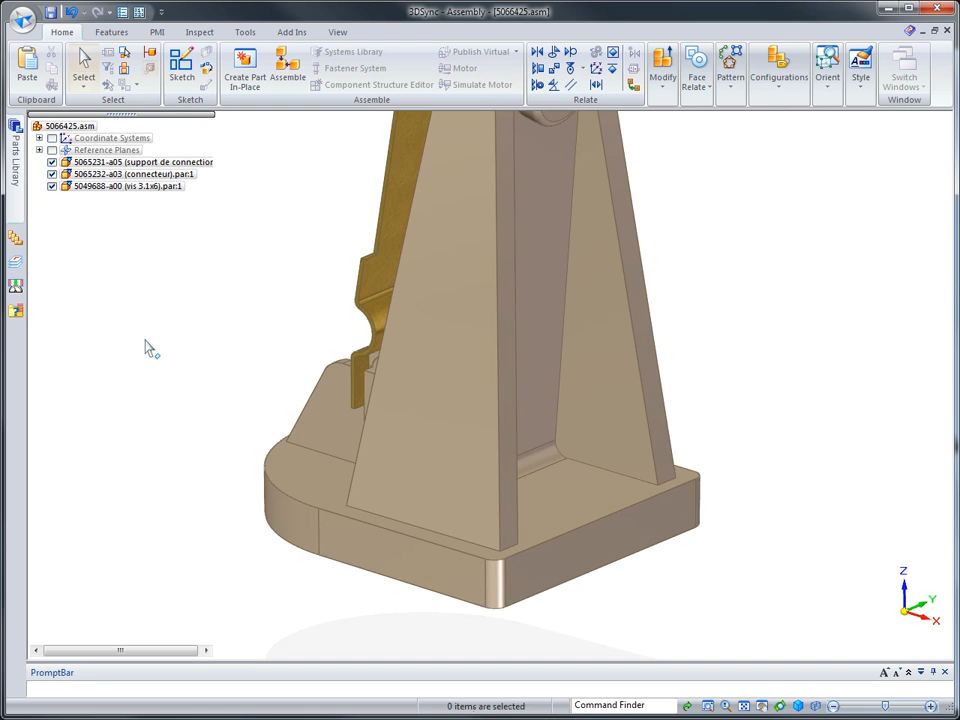 3DSync - Assembly - [5066425.asm]
Home Features PMI Inspect Tools Add Ins View
Paste
Clipboard
Select
Select
Sketch
Sketch
Create Part In-Place
Assemble
Systems Library
Fastener System
Component Structure Editor
Publish Virtual
Motor
Simulate Motor
Assemble
Relate
Modify
Face Relate
Pattern
Configurations
Orient
Style
Switch Windows
Window
Parts Library
5066425.asm
Coordinate Systems
Reference Planes
5065231-a05 (support de connection
5065232-a03 (connecteur).par:1
5049688-a00 (vis 3.1x6).par:1
Z
Y
X
PromptBar
0 items are selected
Command Finder